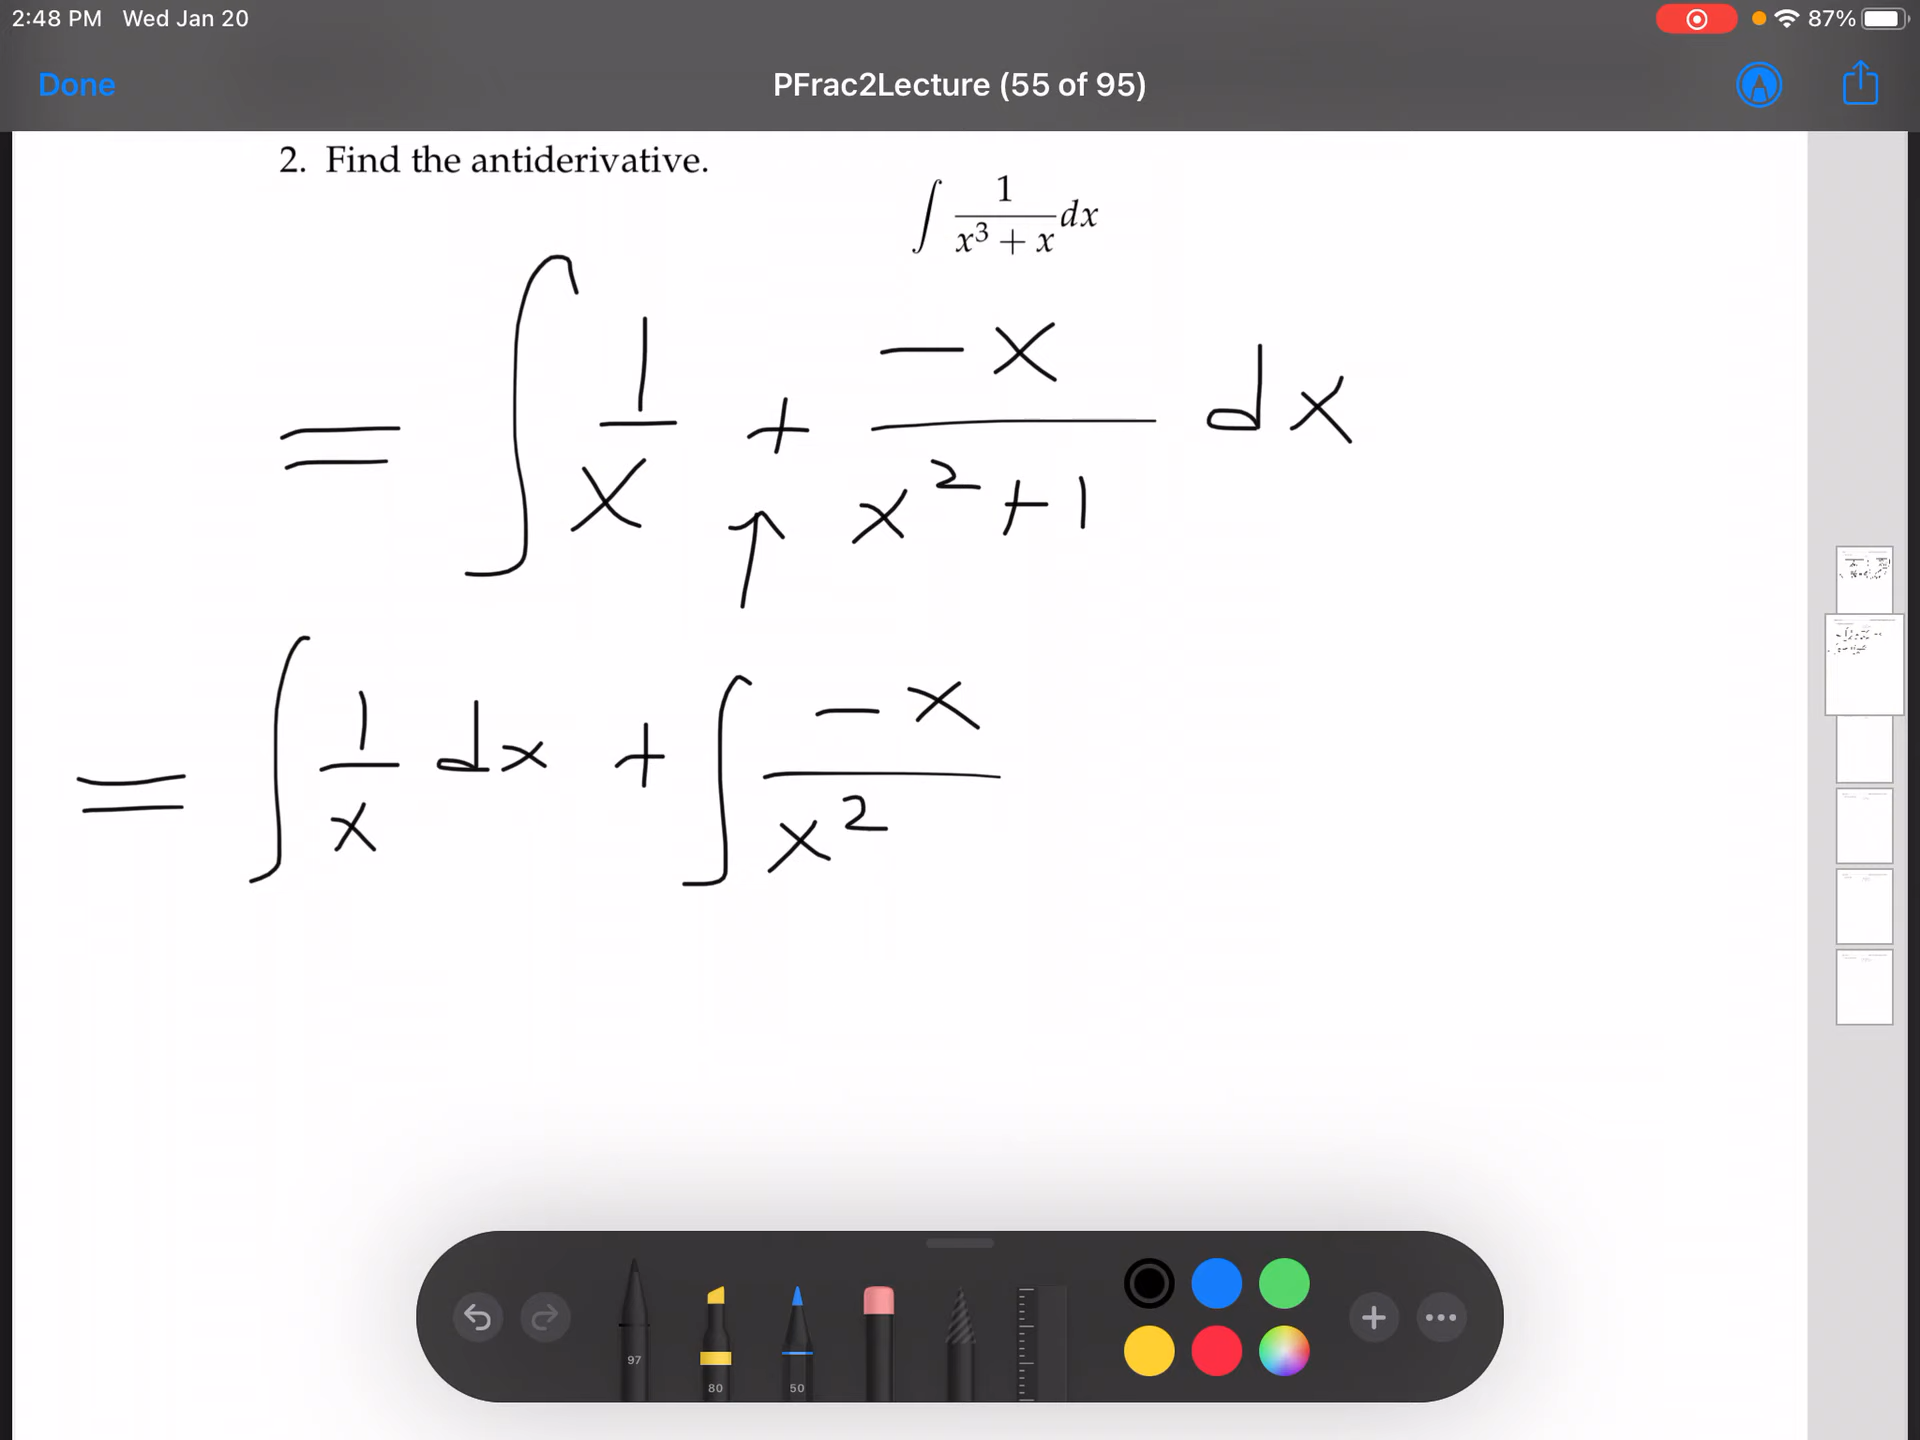 2:48 PM Wed Jan 20 87%
Done PFrac2Lecture (55 of 95)
2. Find the antiderivative.
∫ 1/(x³ + x) dx
= ∫ 1/x + (-x)/(x² + 1) dx
↑
= ∫ 1/x dx + ∫ (-x)/(x²
97 80 50